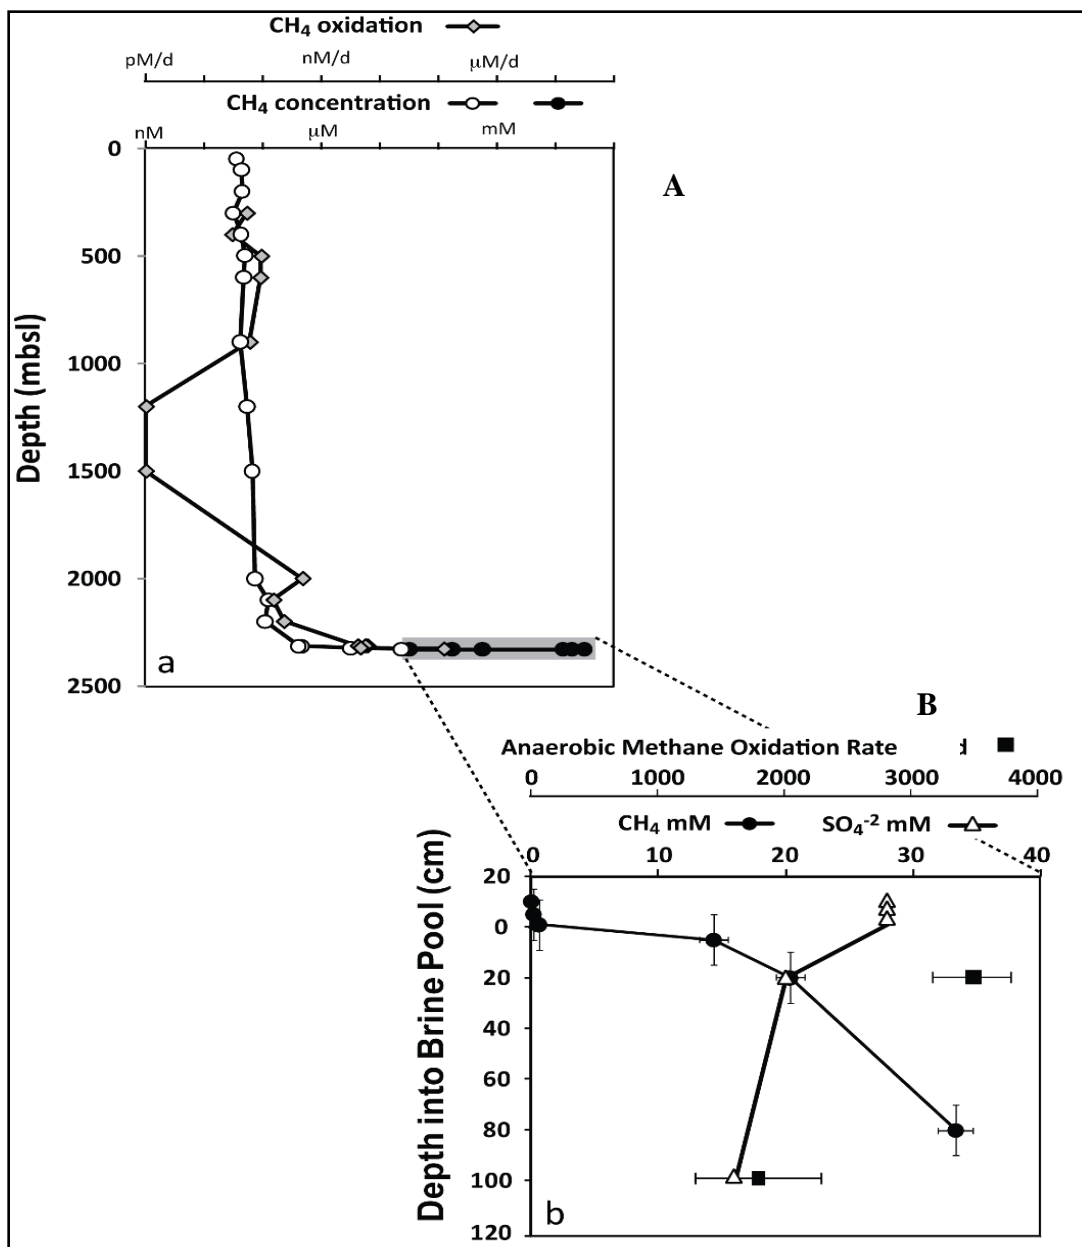 CH₄ oxidation
pM/d nM/d μM/d
CH₄ concentration
nM μM mM
0
500
1000
1500
2000
2500
Depth (mbsl)
a
A
B
Anaerobic Methane Oxidation Rate d
0 1000 2000 3000 4000
CH₄ mM SO₄⁻² mM
0 10 20 30 40
20
0
20
40
60
80
100
120
Depth into Brine Pool (cm)
b